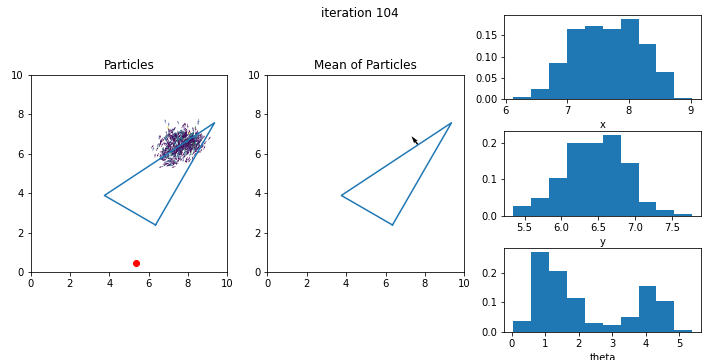 iteration 104
Particles
10
8
6
4
2
0
0 2 4 6 8 10
Mean of Particles
10
8
6
4
2
0
0 2 4 6 8 10
0.15
0.10
0.05
0.00
6 7 8 9
x
0.2
0.1
0.0
5.5 6.0 6.5 7.0 7.5
y
0.2
0.1
0.0
0 1 2 3 4 5
theta